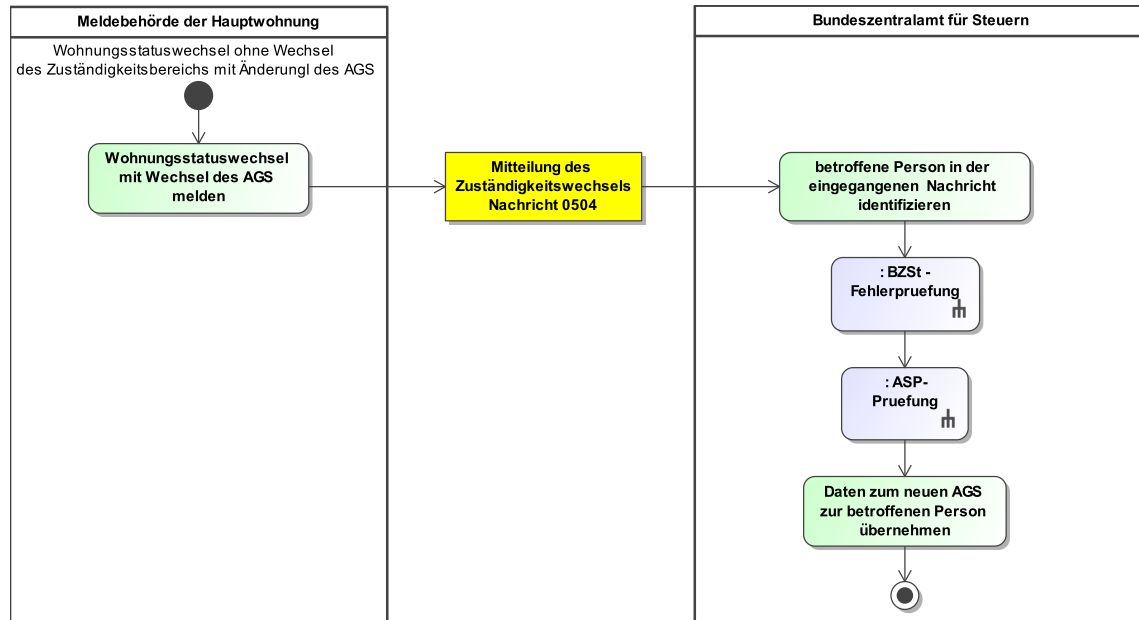 Meldebehörde der Hauptwohnung
Wohnungsstatuswechsel ohne Wechsel
des Zuständigkeitsbereichs mit Änderungl des AGS
Wohnungsstatuswechsel
mit Wechsel des AGS
melden
Mitteilung des
Zuständigkeitswechsels
Nachricht 0504
Bundeszentralamt für Steuern
betroffene Person in der
eingegangenen Nachricht
identifizieren
: BZSt -
Fehlerpruefung
: ASP-
Pruefung
Daten zum neuen AGS
zur betroffenen Person
übernehmen